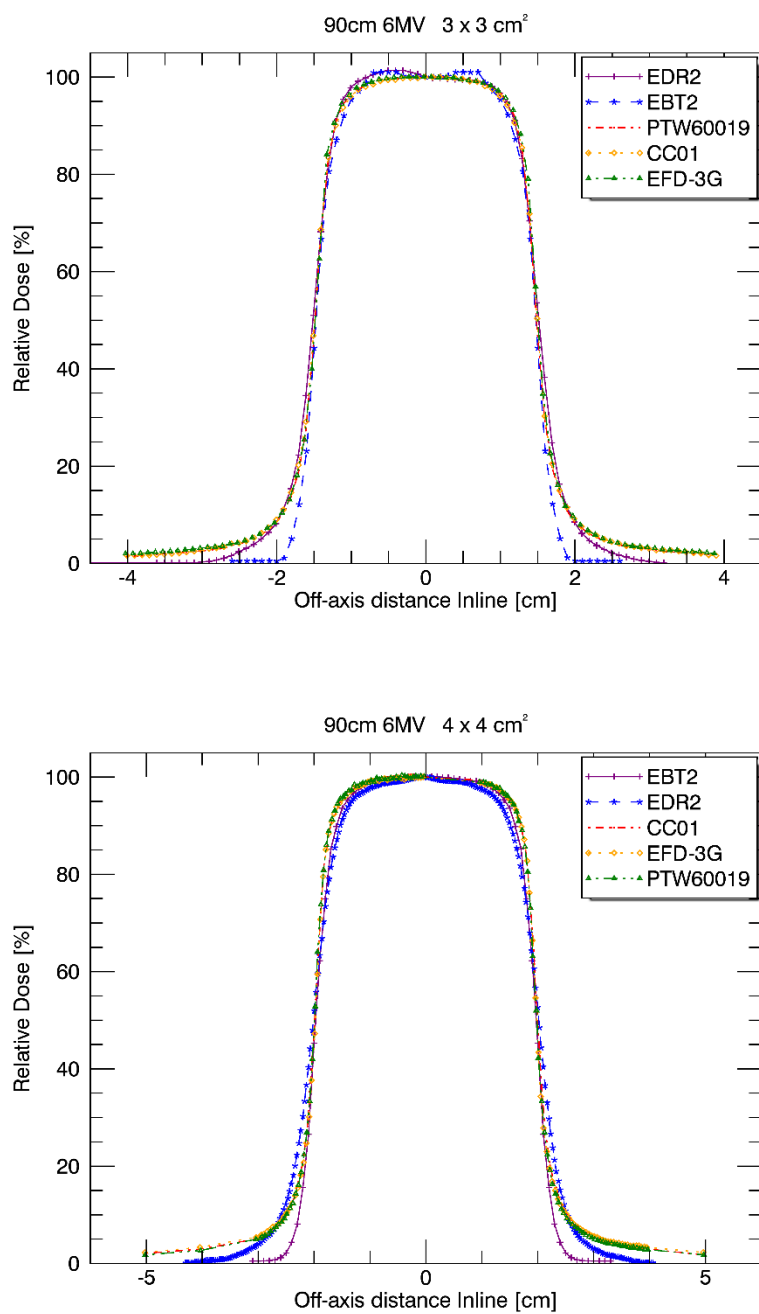 90cm 6MV 3 x 3 cm²
EDR2
EBT2
PTW60019
CC01
EFD-3G
100
80
60
40
20
0
Relative Dose [%]
-4 -2 0 2 4
Off-axis distance Inline [cm]
90cm 6MV 4 x 4 cm²
EBT2
EDR2
CC01
EFD-3G
PTW60019
100
80
60
40
20
0
Relative Dose [%]
-5 0 5
Off-axis distance Inline [cm]